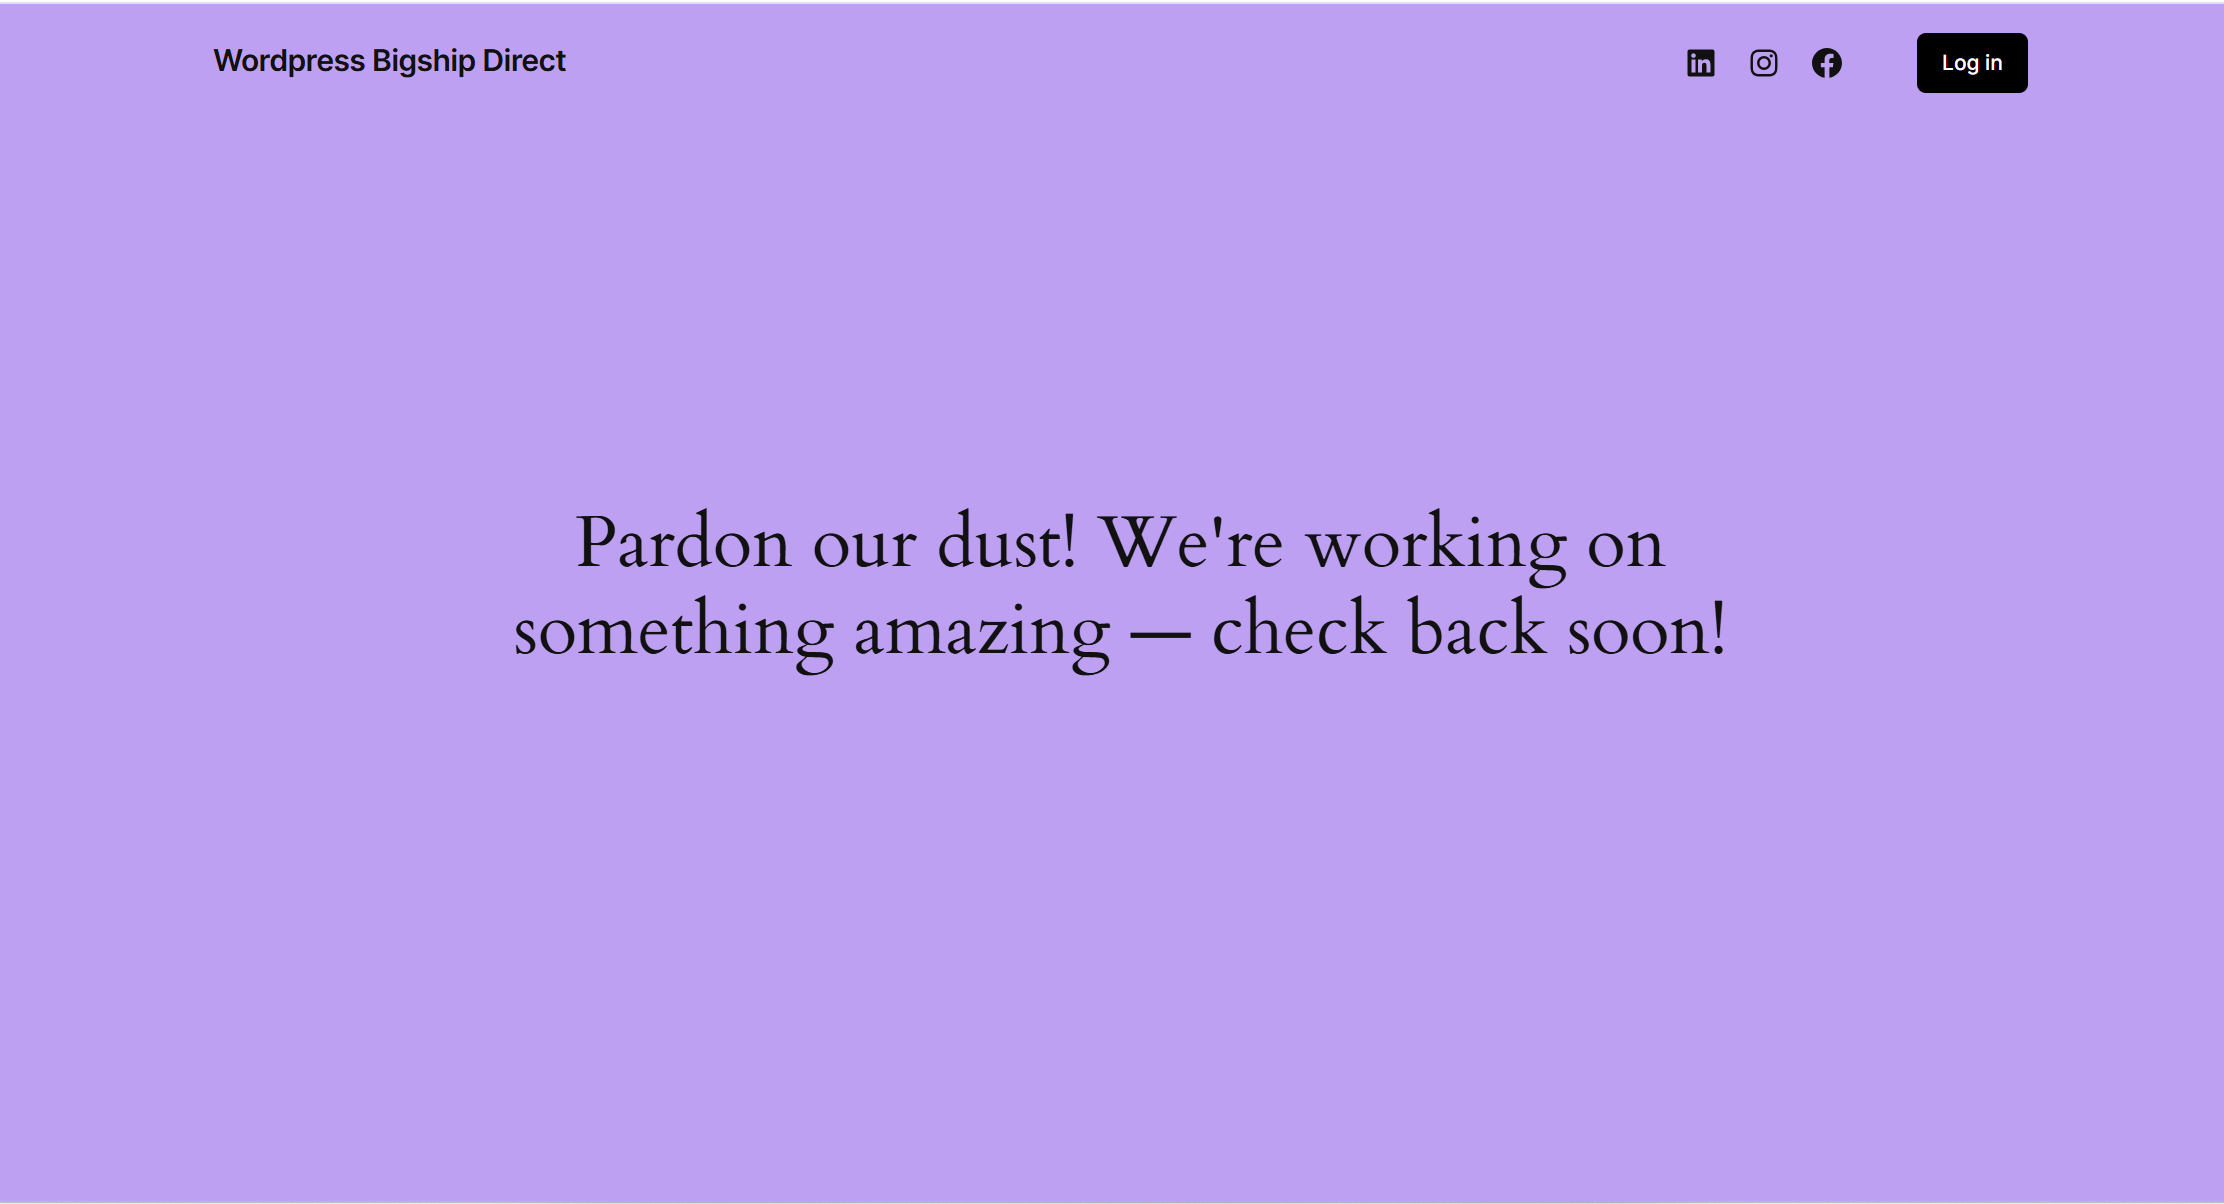 Wordpress Bigship Direct
Log in
Pardon our dust! We're working on
something amazing — check back soon!